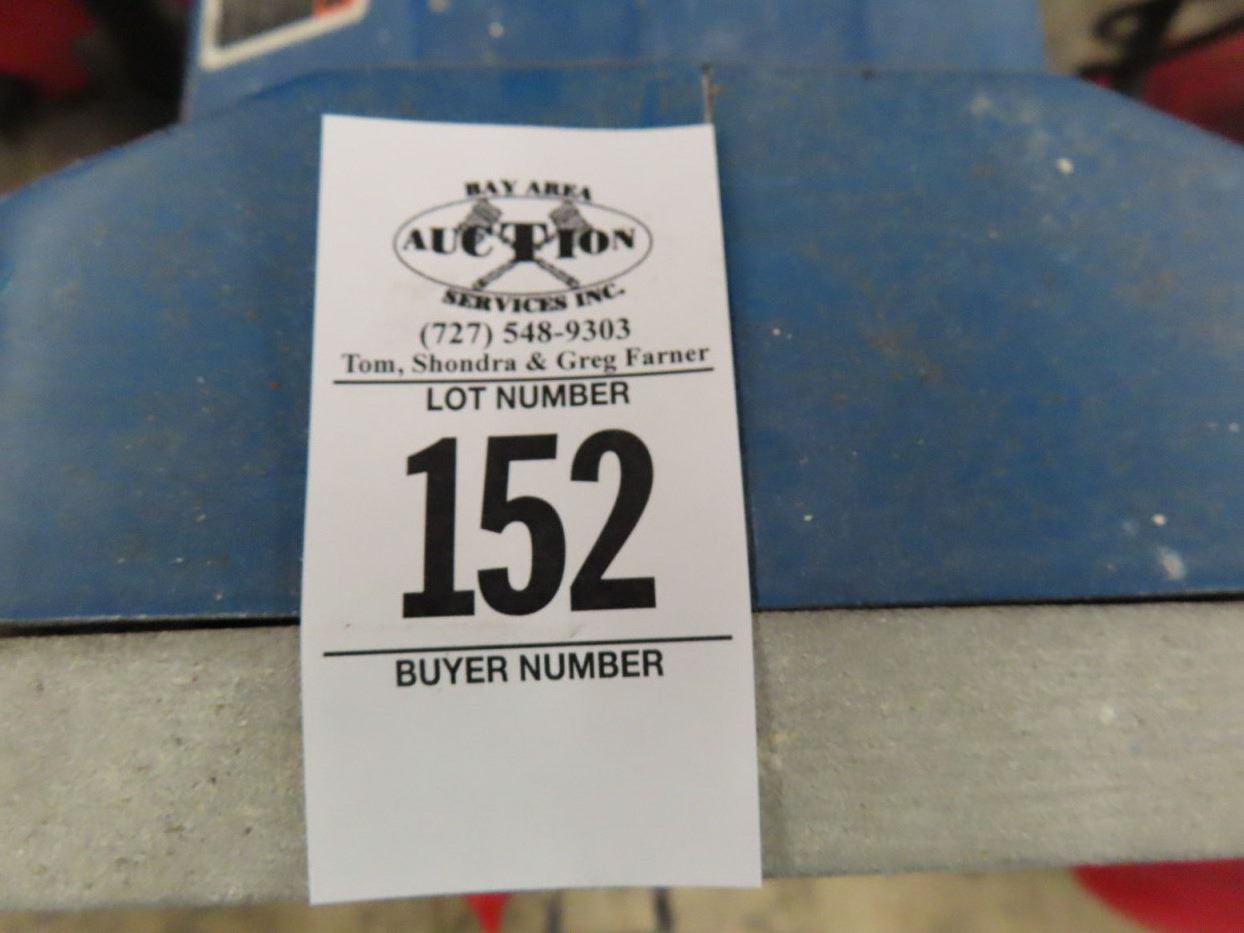 BAY AREA
AUCTION
SERVICES INC.
(727) 548-9303
Tom, Shondra & Greg Farner
LOT NUMBER
152
BUYER NUMBER